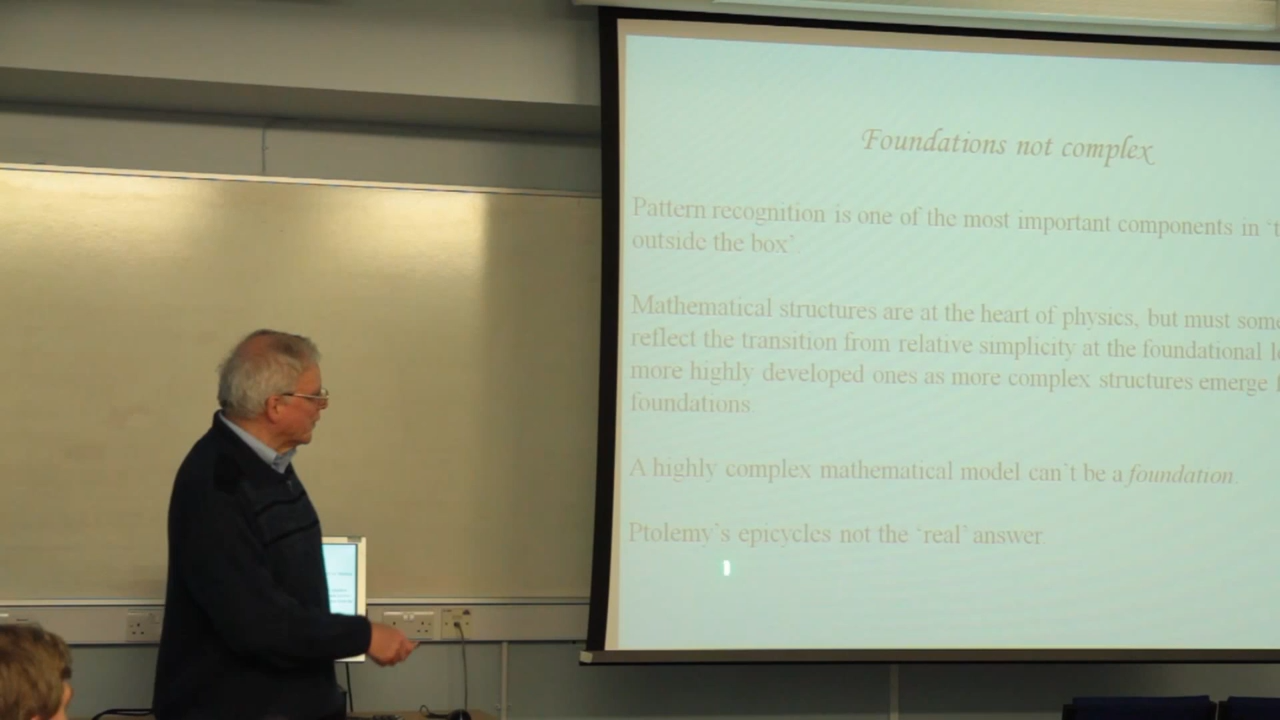 Foundations not complex
Pattern recognition is one of the most important components in ‘t
outside the box’.
Mathematical structures are at the heart of physics, but must some
reflect the transition from relative simplicity at the foundational le
more highly developed ones as more complex structures emerge f
foundations.
A highly complex mathematical model can`t be a foundation.
Ptolemy’s epicycles not the ‘real’ answer.